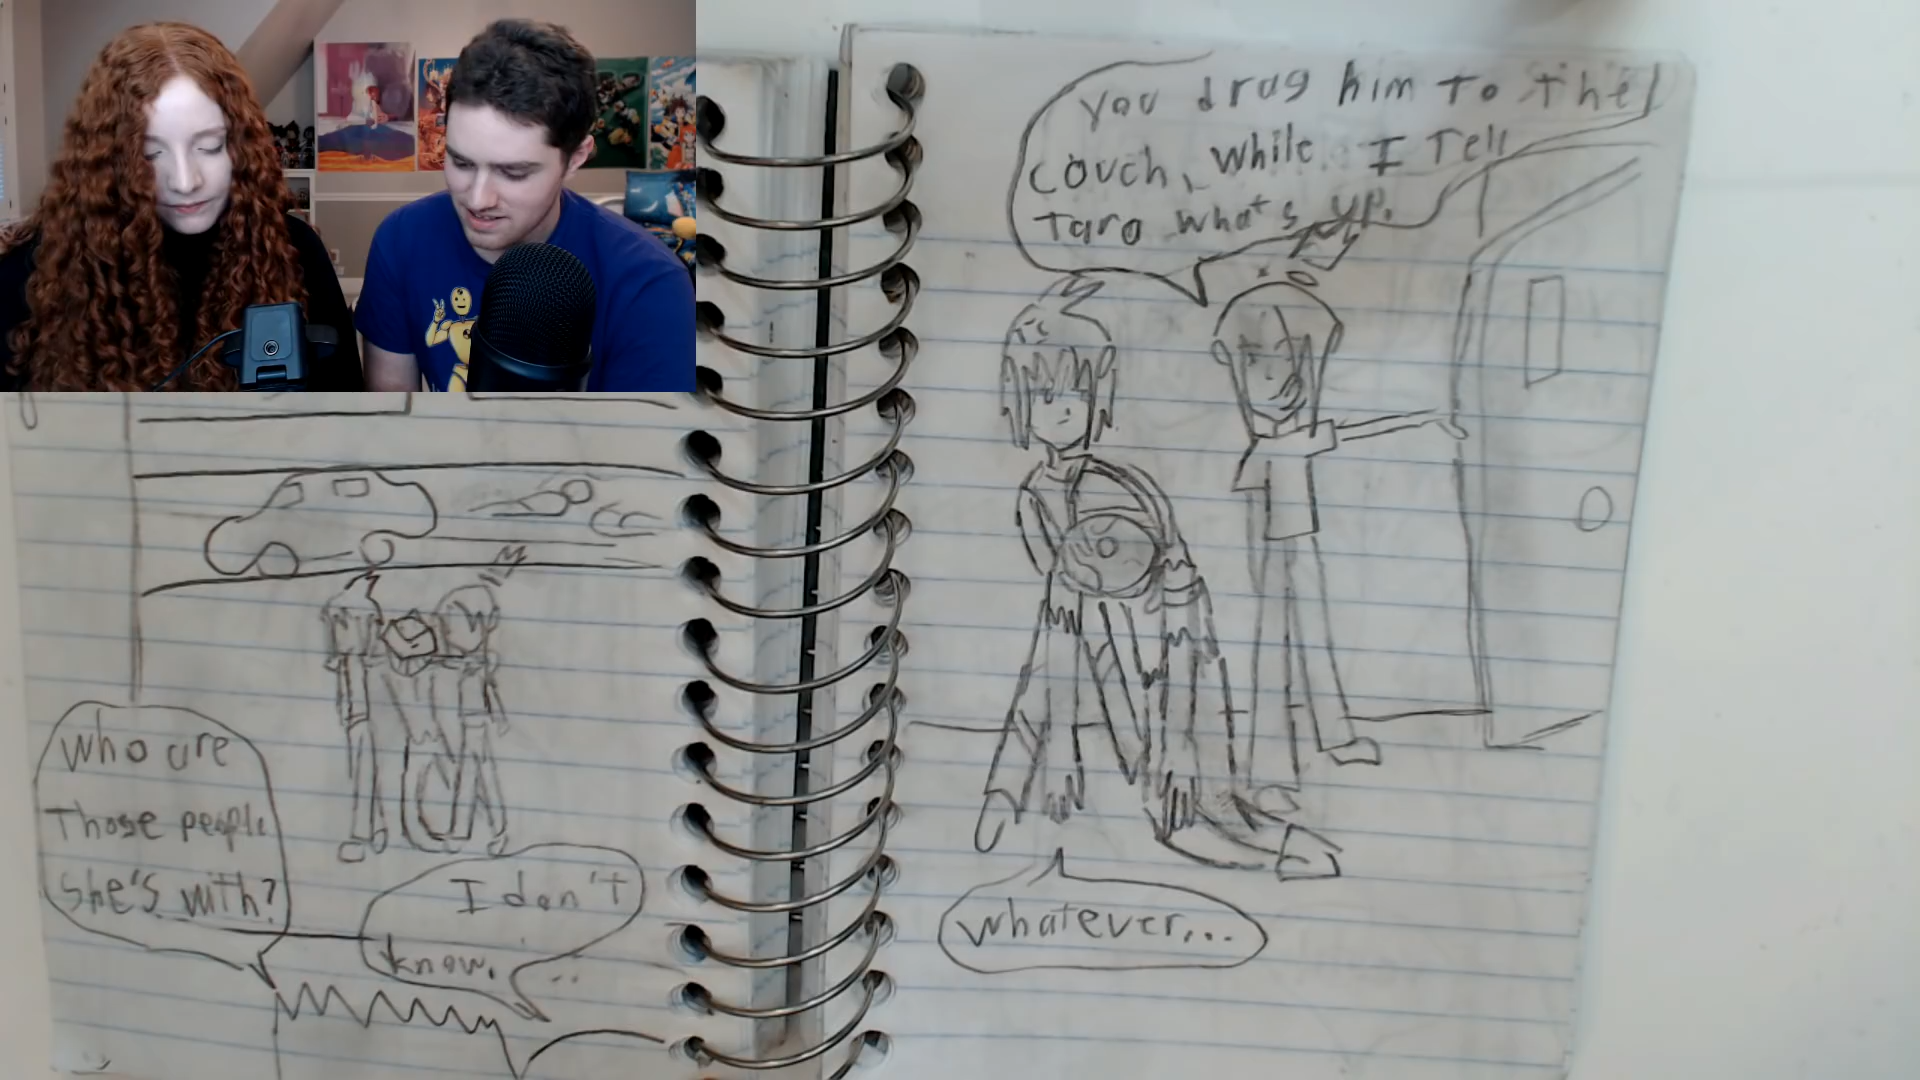 who are
Those people
she's with?
I don't
know...
you drag him to the
couch, while I Tell
Taro what's up.
whatever...